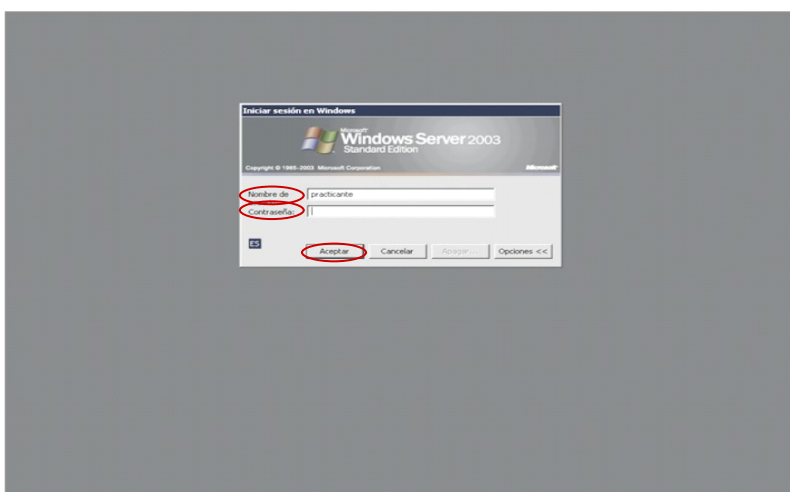 Iniciar sesión en Windows
Microsoft
Windows Server 2003
Standard Edition
Copyright © 1985-2003 Microsoft Corporation Microsoft
Nombre de practicante
Contraseña:
ES
Aceptar Cancelar Apagar... Opciones <<